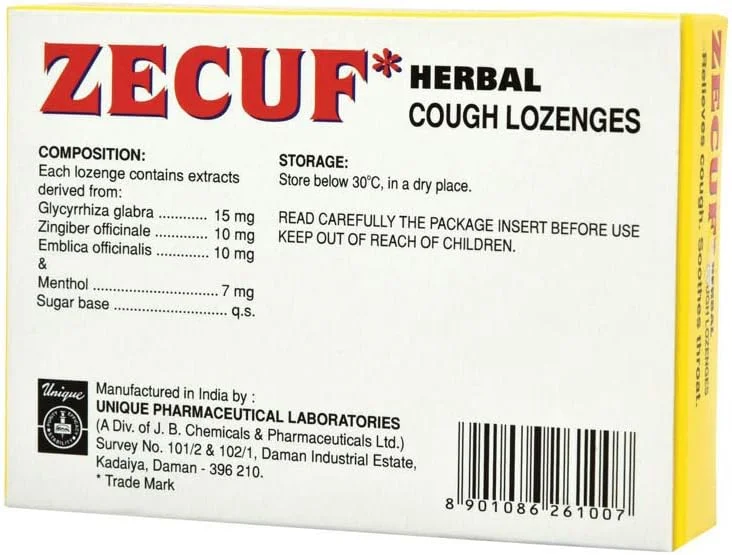 ZECUF* HERBAL
COUGH LOZENGES
COMPOSITION:
Each lozenge contains extracts
derived from:
Glycyrrhiza glabra ............ 15 mg
Zingiber officinale ............. 10 mg
Emblica officinalis ............. 10 mg
&
Menthol ............................. 7 mg
Sugar base ........................ q.s.
STORAGE:
Store below 30°C, in a dry place.
READ CAREFULLY THE PACKAGE INSERT BEFORE USE
KEEP OUT OF REACH OF CHILDREN.
Unique
Manufactured in India by :
UNIQUE PHARMACEUTICAL LABORATORIES
(A Div. of J. B. Chemicals & Pharmaceuticals Ltd.)
Survey No. 101/2 & 102/1, Daman Industrial Estate,
Kadaiya, Daman - 396 210.
* Trade Mark
8 901086 261007
ZECUF* HERBAL
COUGH LOZENGES
Relieves cough. Soothes throat.